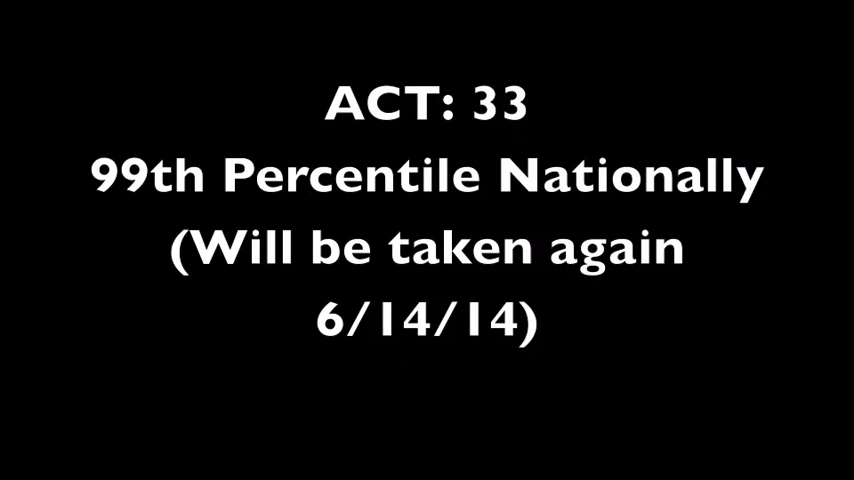 ACT: 33
99th Percentile Nationally
(Will be taken again
6/14/14)